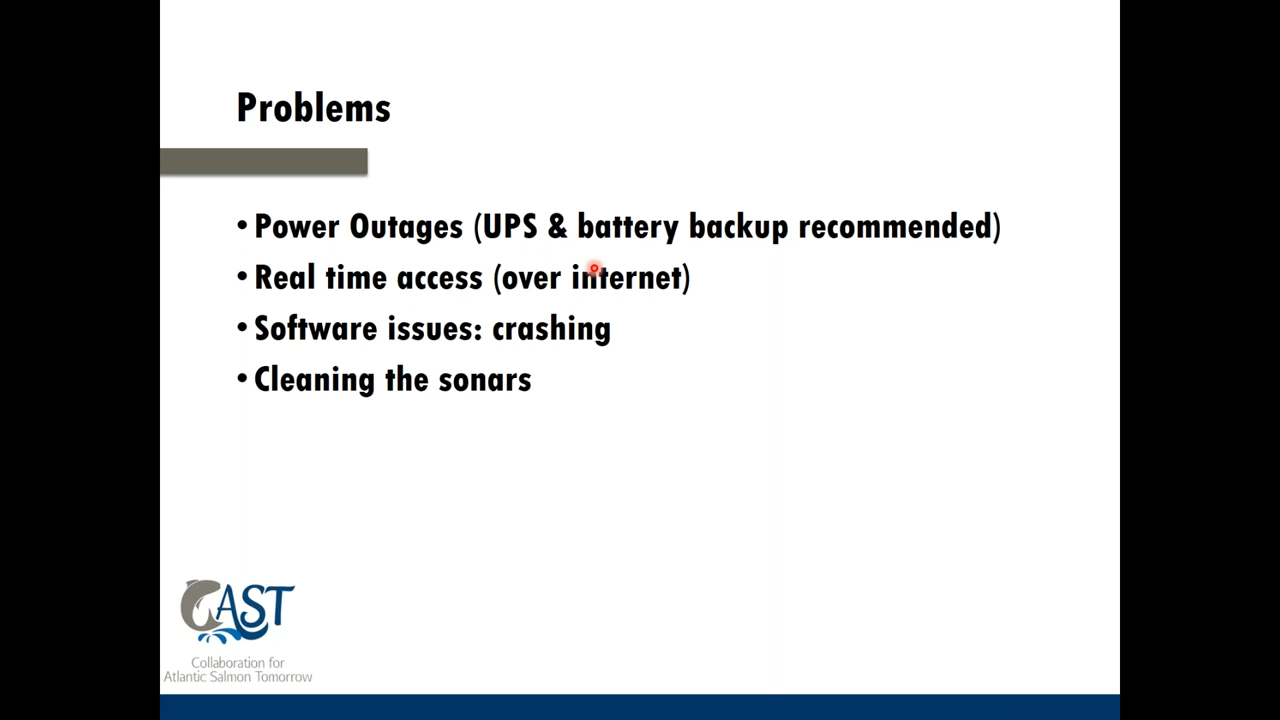 Problems
• Power Outages (UPS & battery backup recommended)
• Real time access (over internet)
• Software issues: crashing
• Cleaning the sonars
CAST
Collaboration for
Atlantic Salmon Tomorrow